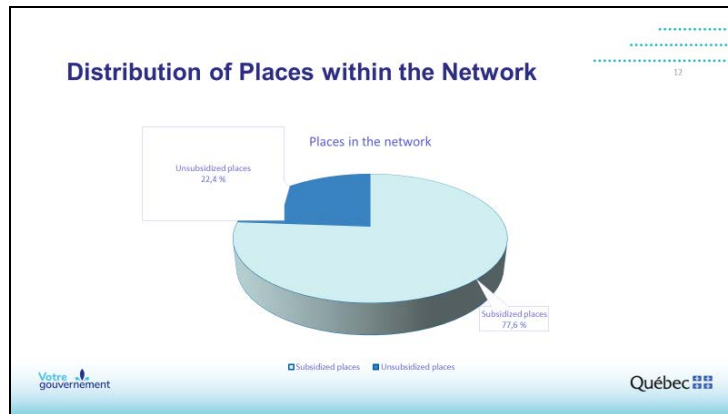 Distribution of Places within the Network
12
Places in the network
Unsubsidized places
22,4 %
Subsidized places
77,6 %
Subsidized places Unsubsidized places
Votre
gouvernement
Québec